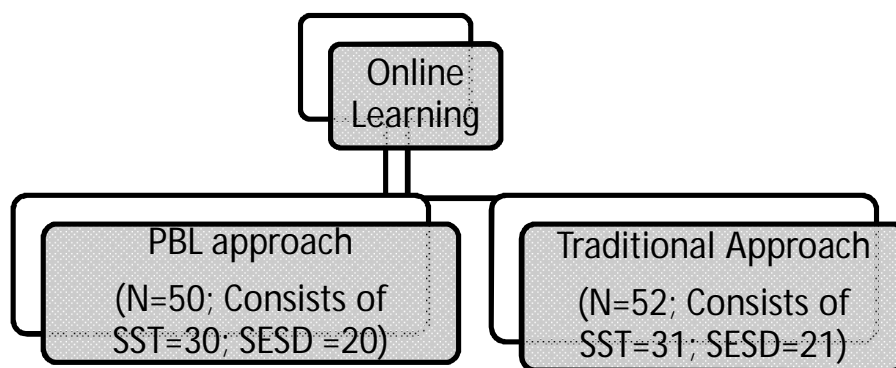 Online
Learning
PBL approach
(N=50; Consists of
SST=30; SESD =20)
Traditional Approach
(N=52; Consists of
SST=31; SESD=21)